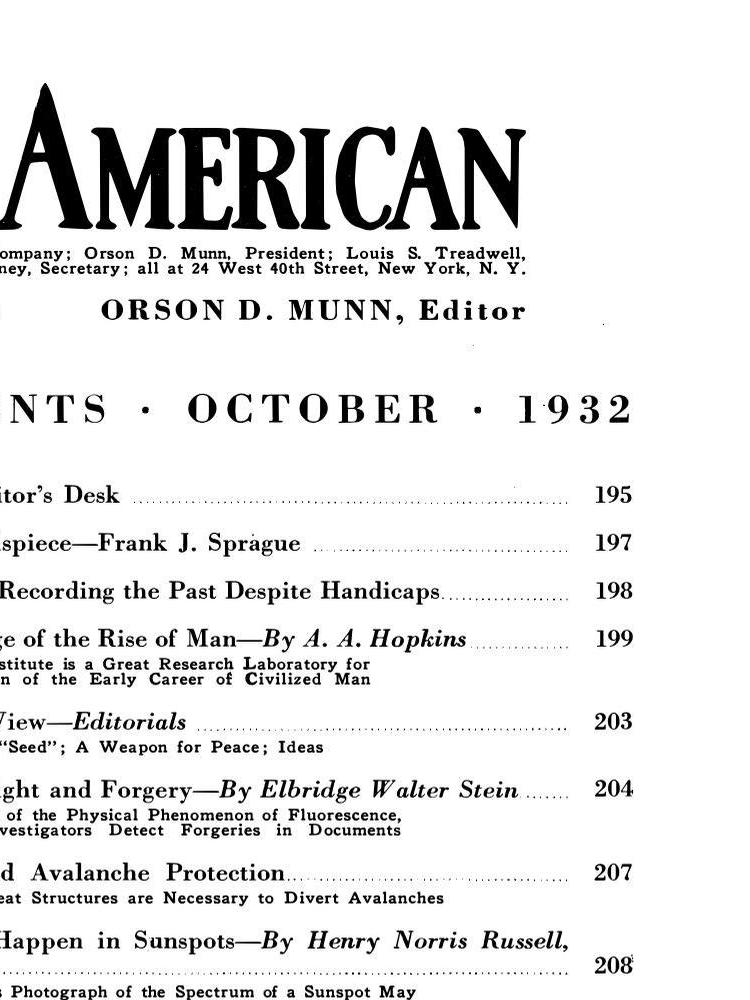 AMERICAN
ompany; Orson D. Munn, President; Louis S. Treadwell,
ney, Secretary; all at 24 West 40th Street, New York, N. Y.
ORSON D. MUNN, Editor
NTS · OCTOBER · 1932
itor's Desk ........ 195
spiece—Frank J. Sprague ........ 197
Recording the Past Despite Handicaps ........ 198
ge of the Rise of Man—By A. A. Hopkins ........ 199
stitute is a Great Research Laboratory for
n of the Early Career of Civilized Man
View—Editorials ........ 203
"Seed"; A Weapon for Peace; Ideas
ght and Forgery—By Elbridge Walter Stein ........ 204
of the Physical Phenomenon of Fluorescence,
vestigators Detect Forgeries in Documents
d Avalanche Protection ........ 207
eat Structures are Necessary to Divert Avalanches
Happen in Sunspots—By Henry Norris Russell,
........ 208
s Photograph of the Spectrum of a Sunspot May